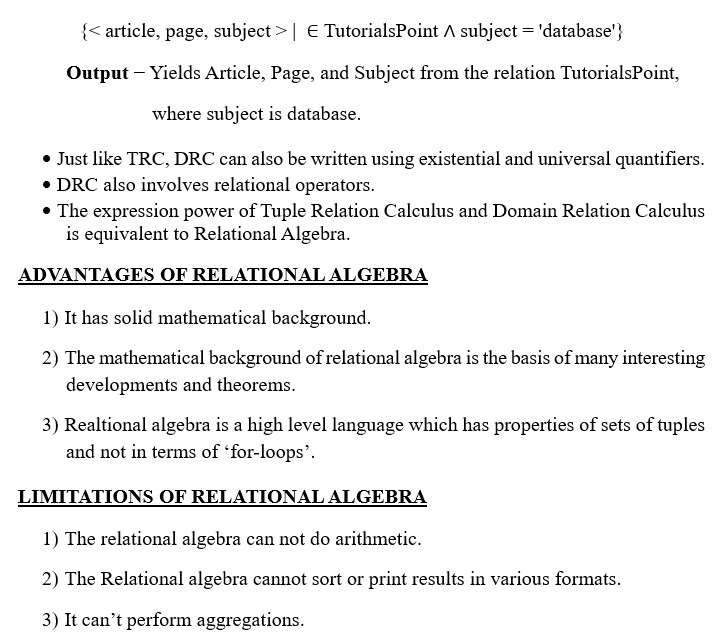 {< article, page, subject > | ∈ TutorialsPoint ∧ subject = 'database'}
Output − Yields Article, Page, and Subject from the relation TutorialsPoint,
where subject is database.
• Just like TRC, DRC can also be written using existential and universal quantifiers.
• DRC also involves relational operators.
• The expression power of Tuple Relation Calculus and Domain Relation Calculus
is equivalent to Relational Algebra.
ADVANTAGES OF RELATIONAL ALGEBRA
1) It has solid mathematical background.
2) The mathematical background of relational algebra is the basis of many interesting
developments and theorems.
3) Realtional algebra is a high level language which has properties of sets of tuples
and not in terms of ‘for-loops’.
LIMITATIONS OF RELATIONAL ALGEBRA
1) The relational algebra can not do arithmetic.
2) The Relational algebra cannot sort or print results in various formats.
3) It can’t perform aggregations.